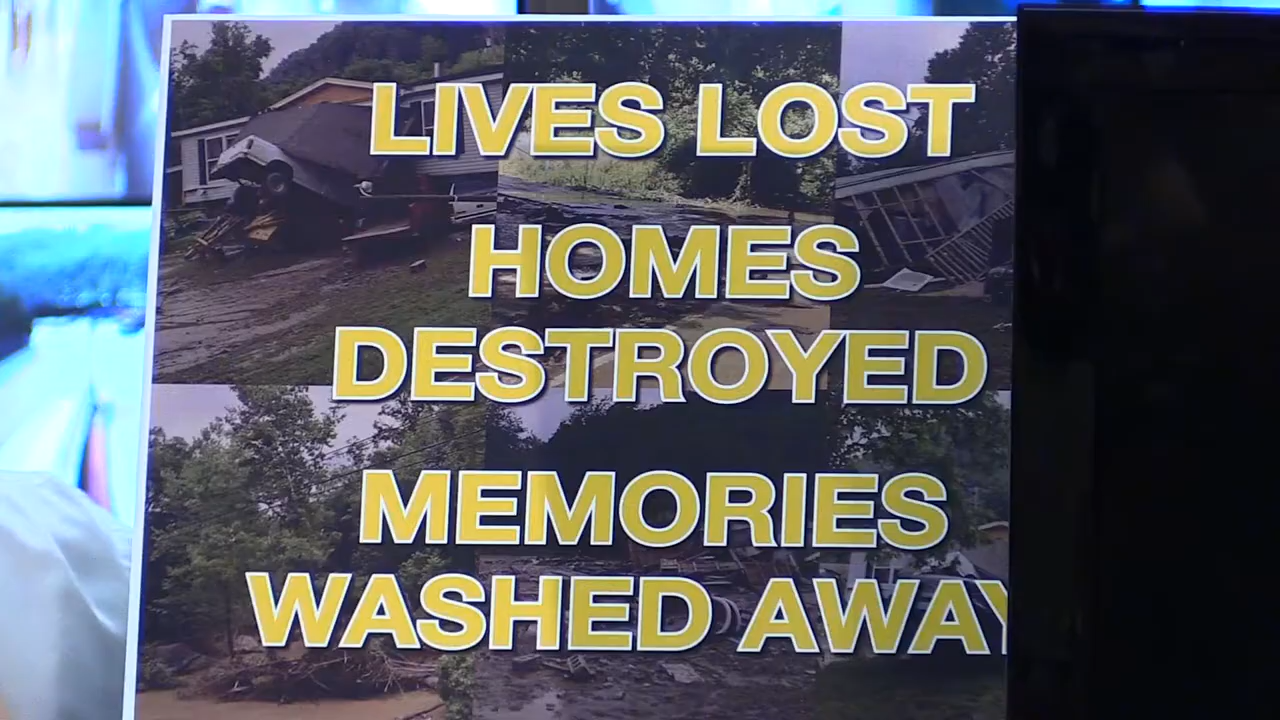 LIVES LOST
HOMES
DESTROYED
MEMORIES
WASHED AWAY